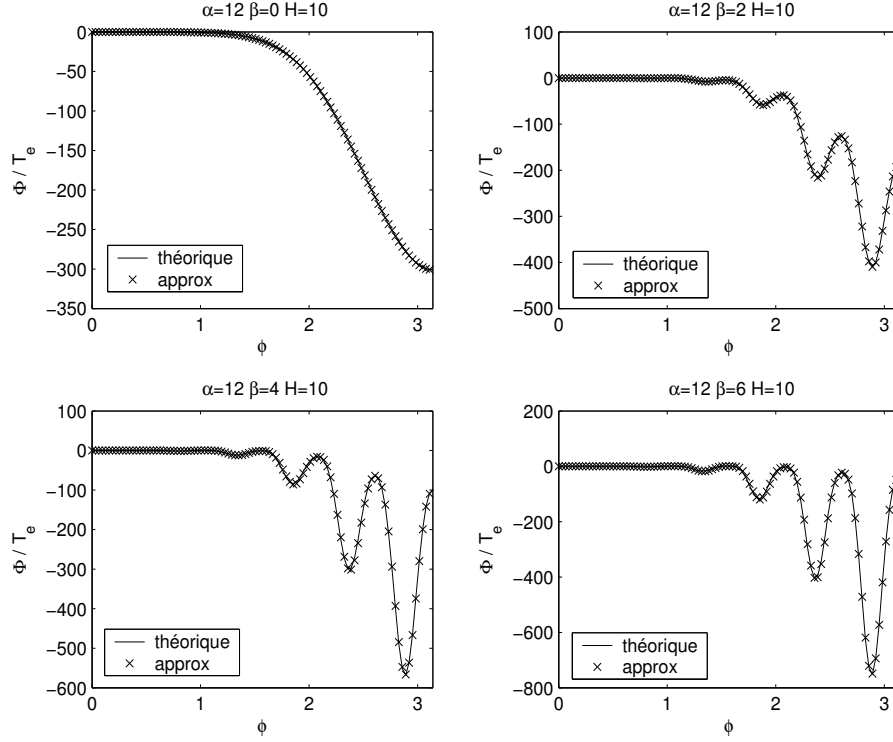 α=12 β=0 H=10
0
−50
−100
−150
−200
−250
−300
−350
Φ / T_e
théorique
approx
0 1 2 3
ϕ
α=12 β=2 H=10
100
0
−100
−200
−300
−400
−500
Φ / T_e
théorique
approx
0 1 2 3
ϕ
α=12 β=4 H=10
100
0
−100
−200
−300
−400
−500
−600
Φ / T_e
théorique
approx
0 1 2 3
ϕ
α=12 β=6 H=10
200
0
−200
−400
−600
−800
Φ / T_e
théorique
approx
0 1 2 3
ϕ